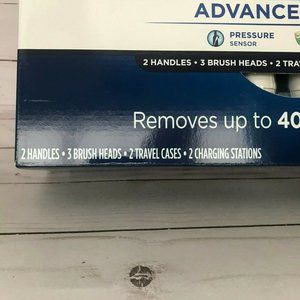 ADVANCE
PRESSURE
SENSOR
2 HANDLES • 3 BRUSH HEADS • 2 TRA
Removes up to 40
2 HANDLES • 3 BRUSH HEADS • 2 TRAVEL CASES • 2 CHARGING STATIONS